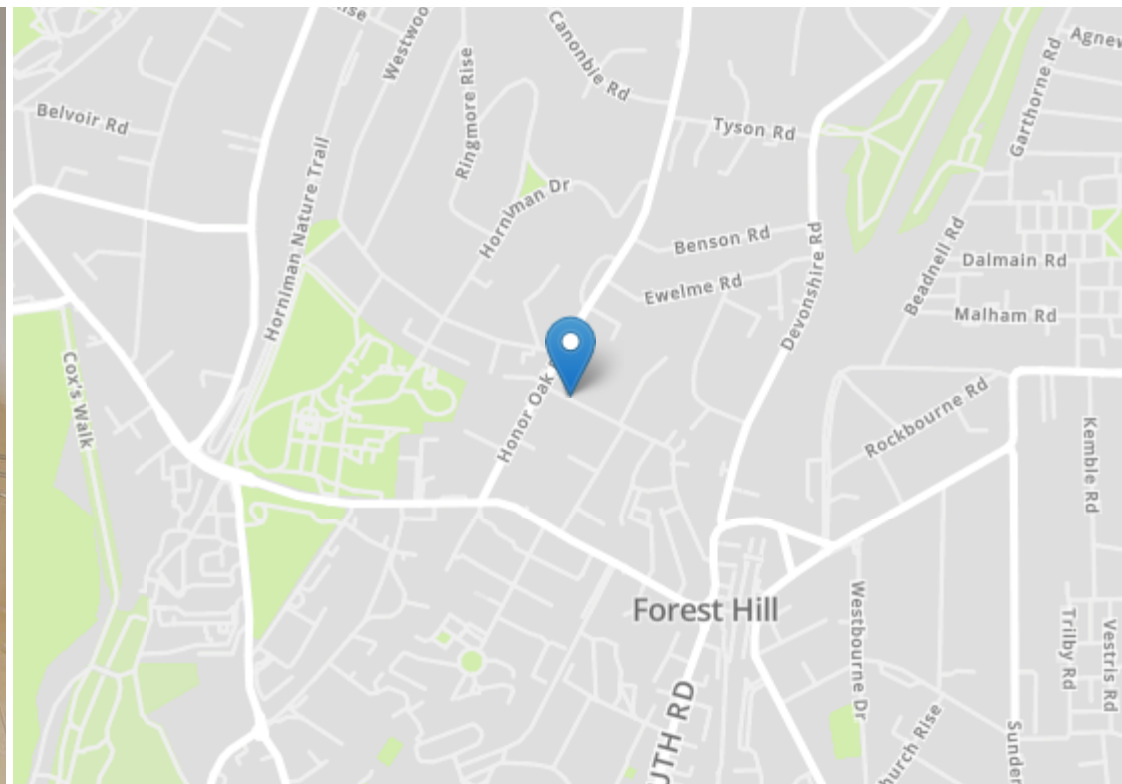 ise
Westwoo
Canonbie Rd
Agnew
Ringmore Rise
Garthorne Rd
Belvoir Rd
Tyson Rd
Horniman Nature Trail
Horniman Dr
Benson Rd
Devonshire Rd
Beadnell Rd
Dalmain Rd
Ewelme Rd
Malham Rd
Cox's Walk
Honor Oak
Rockbourne Rd
Kemble Rd
Forest Hill
Westbourne Dr
Trilby Rd
Vestris Rd
UTH RD
hurch Rise
Sunder